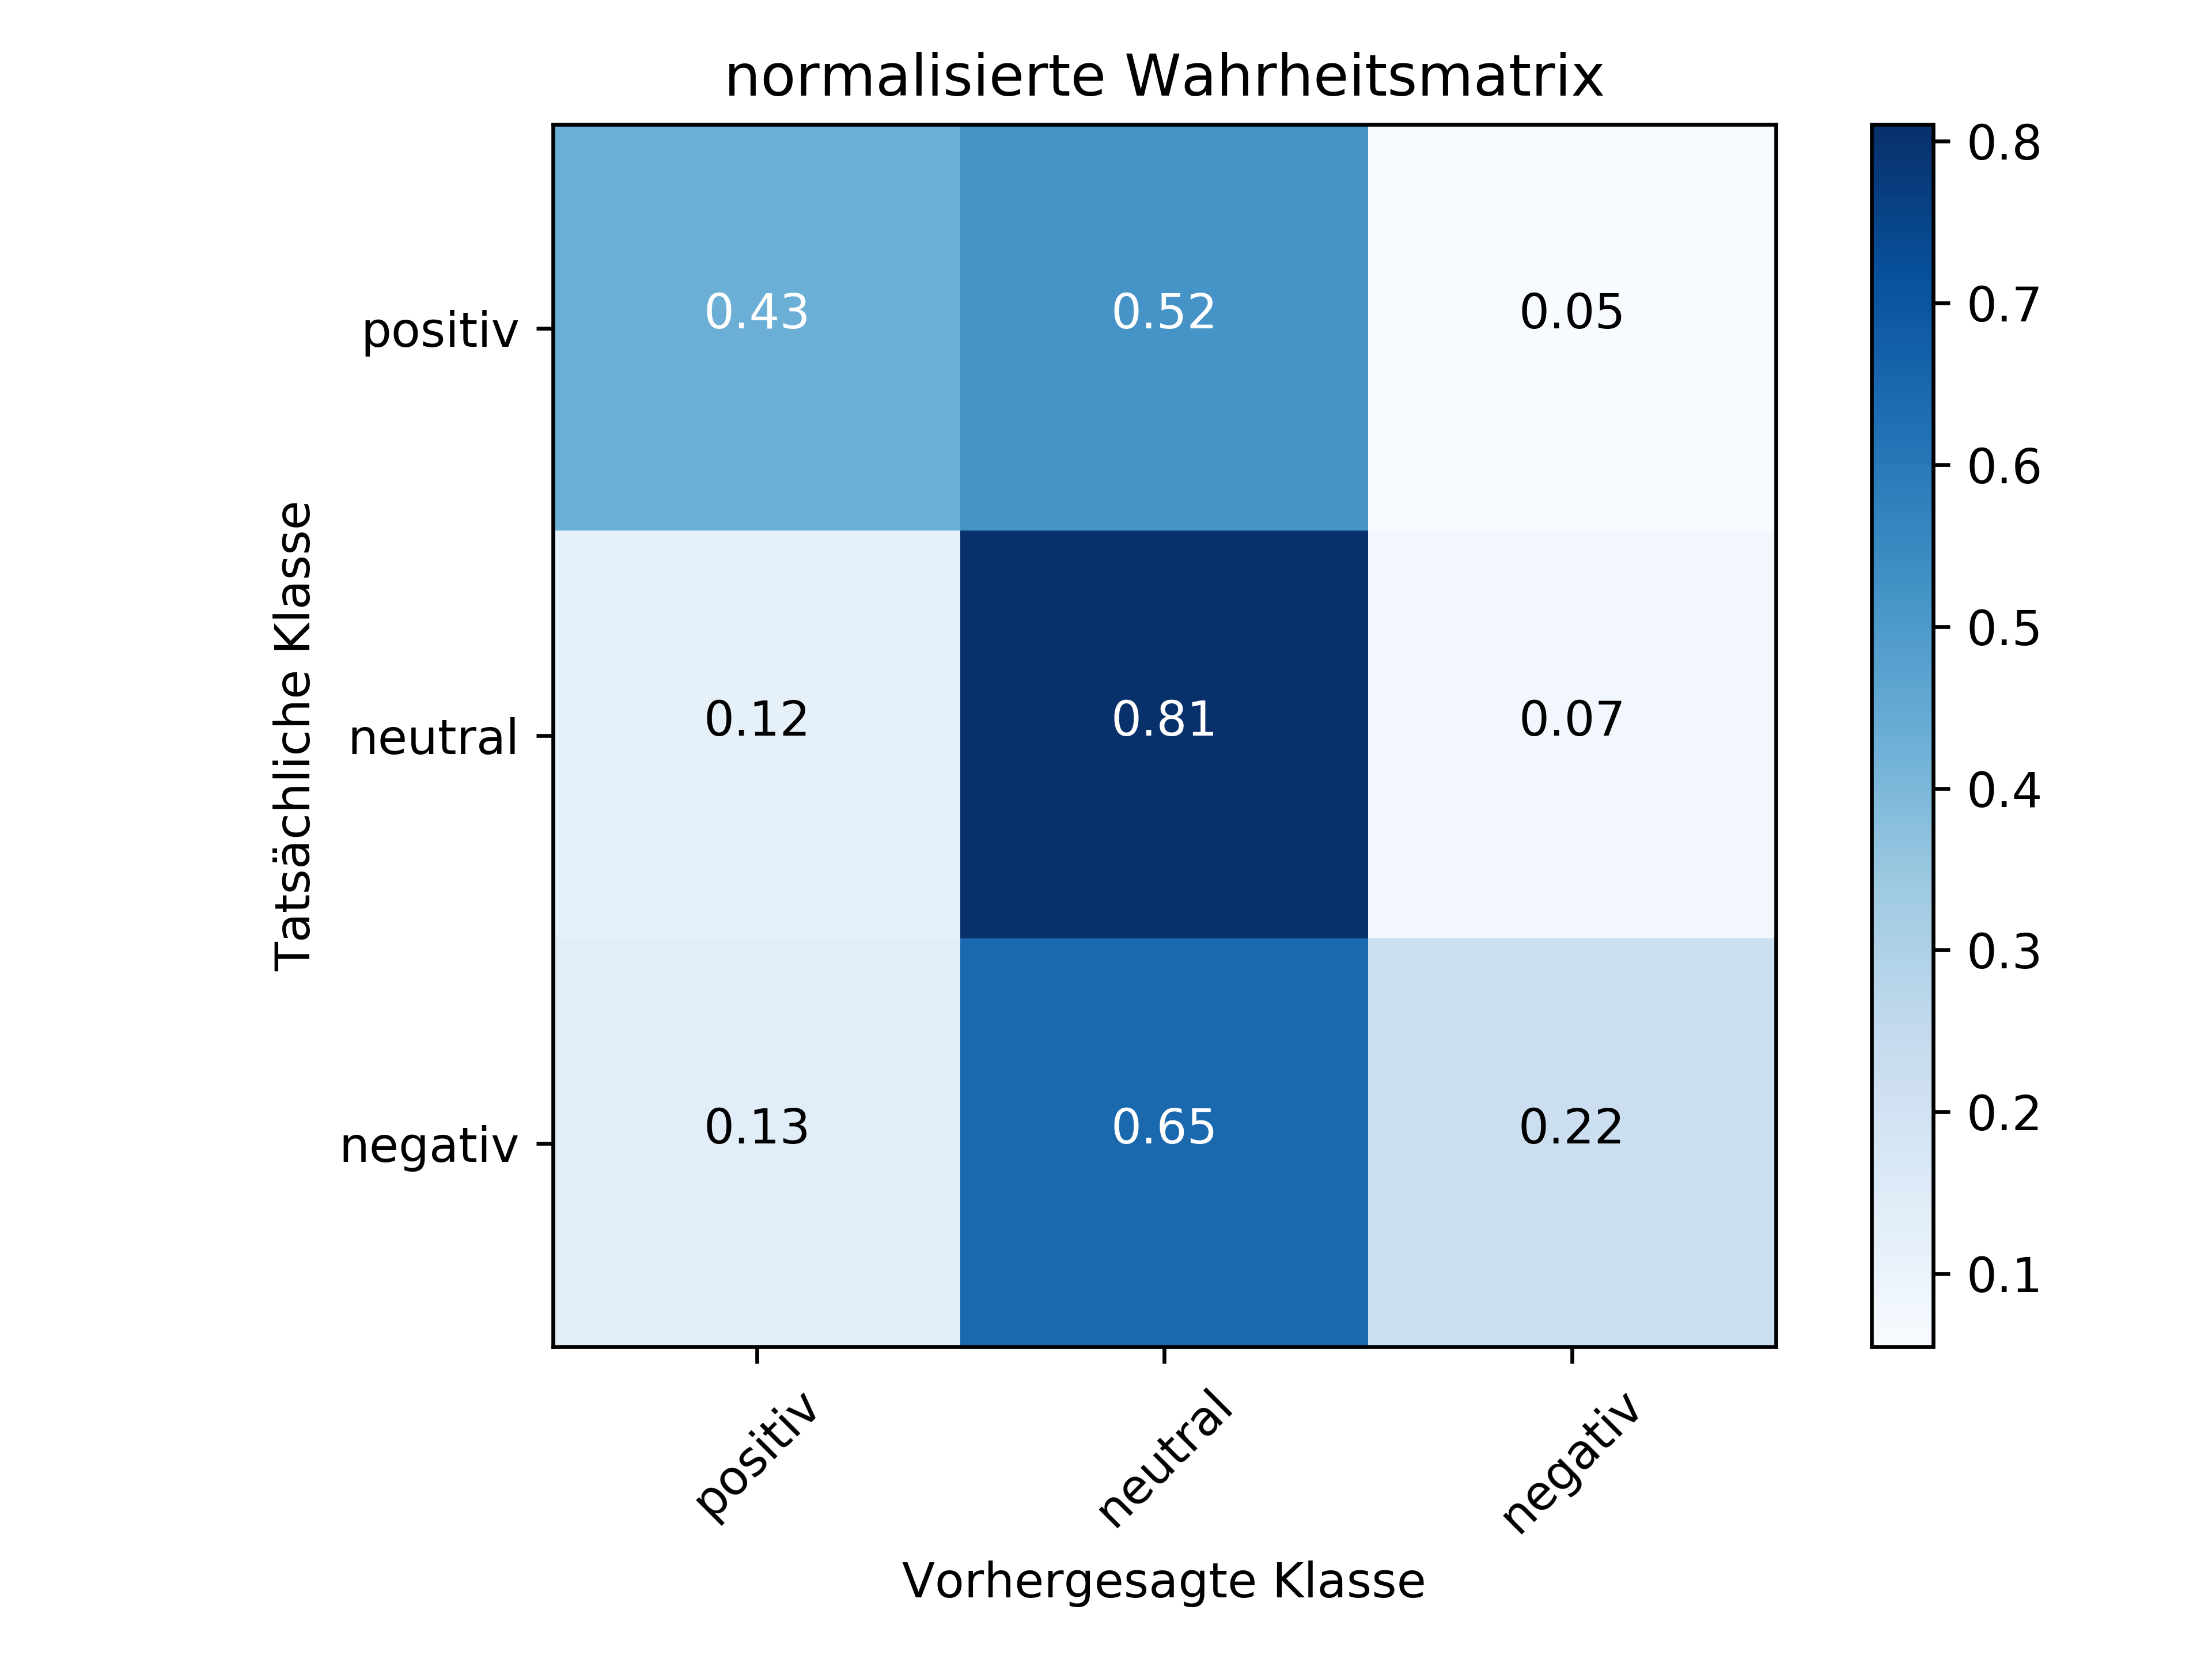 normalisierte Wahrheitsmatrix
Tatsächliche Klasse
positiv 0.43 0.52 0.05
neutral 0.12 0.81 0.07
negativ 0.13 0.65 0.22
positiv neutral negativ
Vorhergesagte Klasse
0.8
0.7
0.6
0.5
0.4
0.3
0.2
0.1